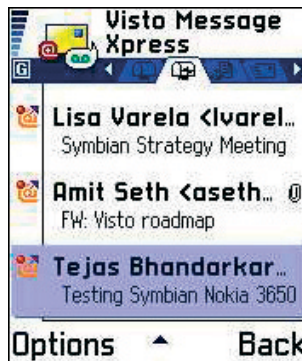 Visto Message
Xpress
G
Lisa Varela <lvarel...
Symbian Strategy Meeting
Amit Seth <aseth...
FW: Visto roadmap
Tejas Bhandarkar...
Testing Symbian Nokia 3650
Options
Back